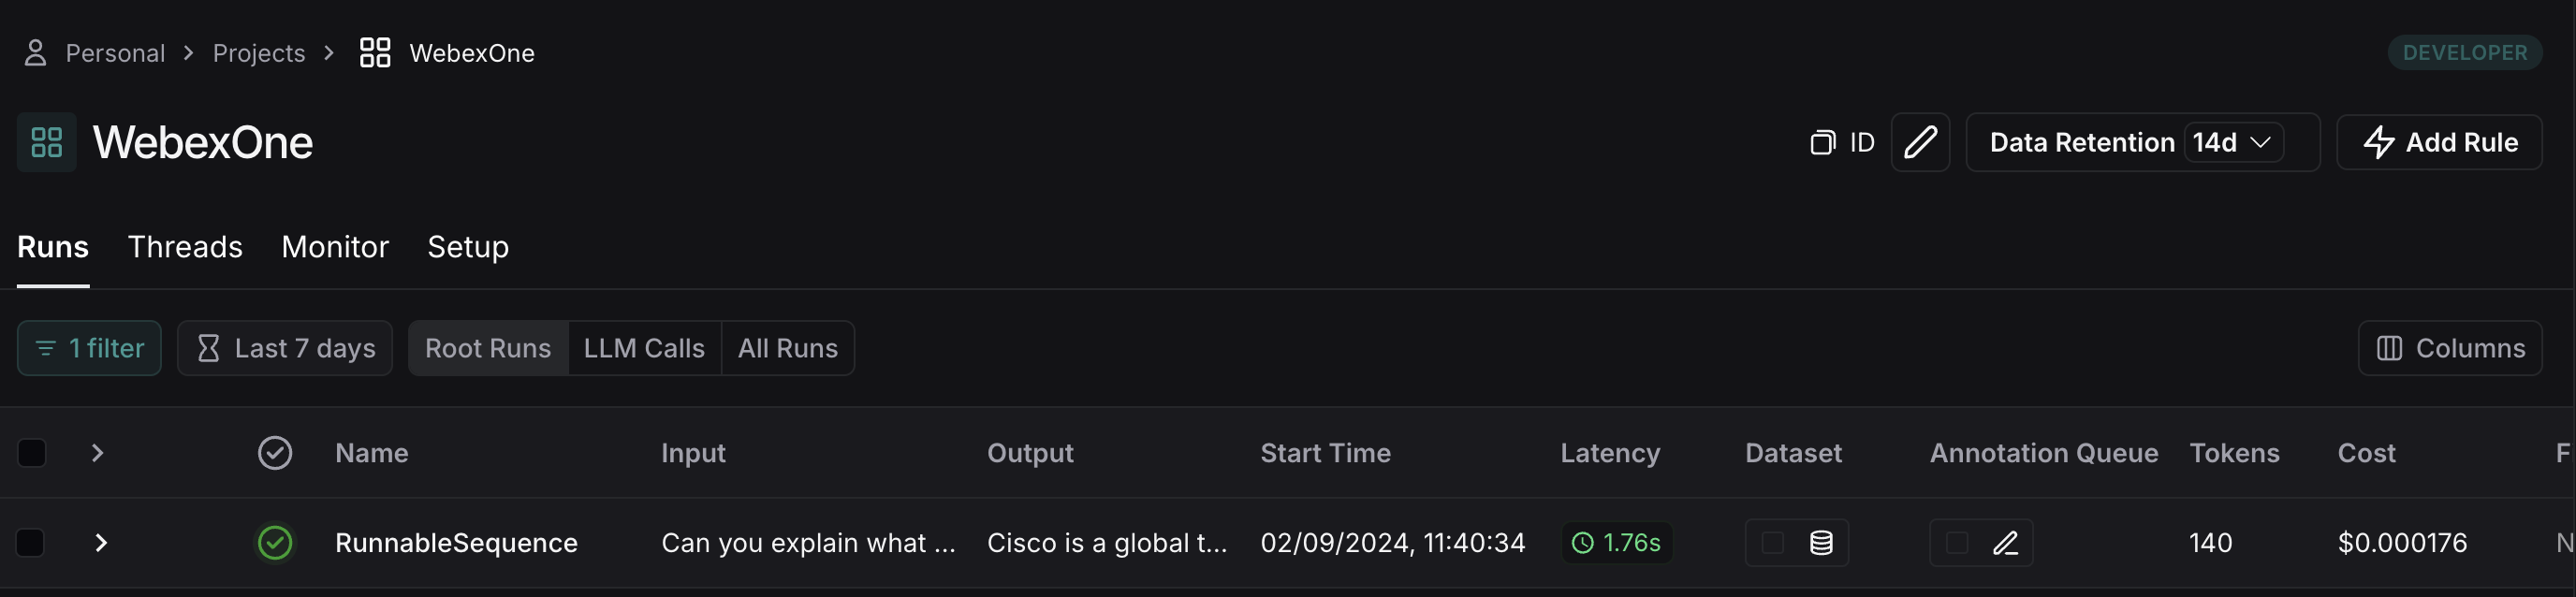 Personal > Projects > WebexOne
DEVELOPER
WebexOne
ID
Data Retention 14d
Add Rule
Runs Threads Monitor Setup
1 filter Last 7 days Root Runs LLM Calls All Runs Columns
Name Input Output Start Time Latency Dataset Annotation Queue Tokens Cost F
RunnableSequence Can you explain what ... Cisco is a global t... 02/09/2024, 11:40:34 1.76s 140 $0.000176 N